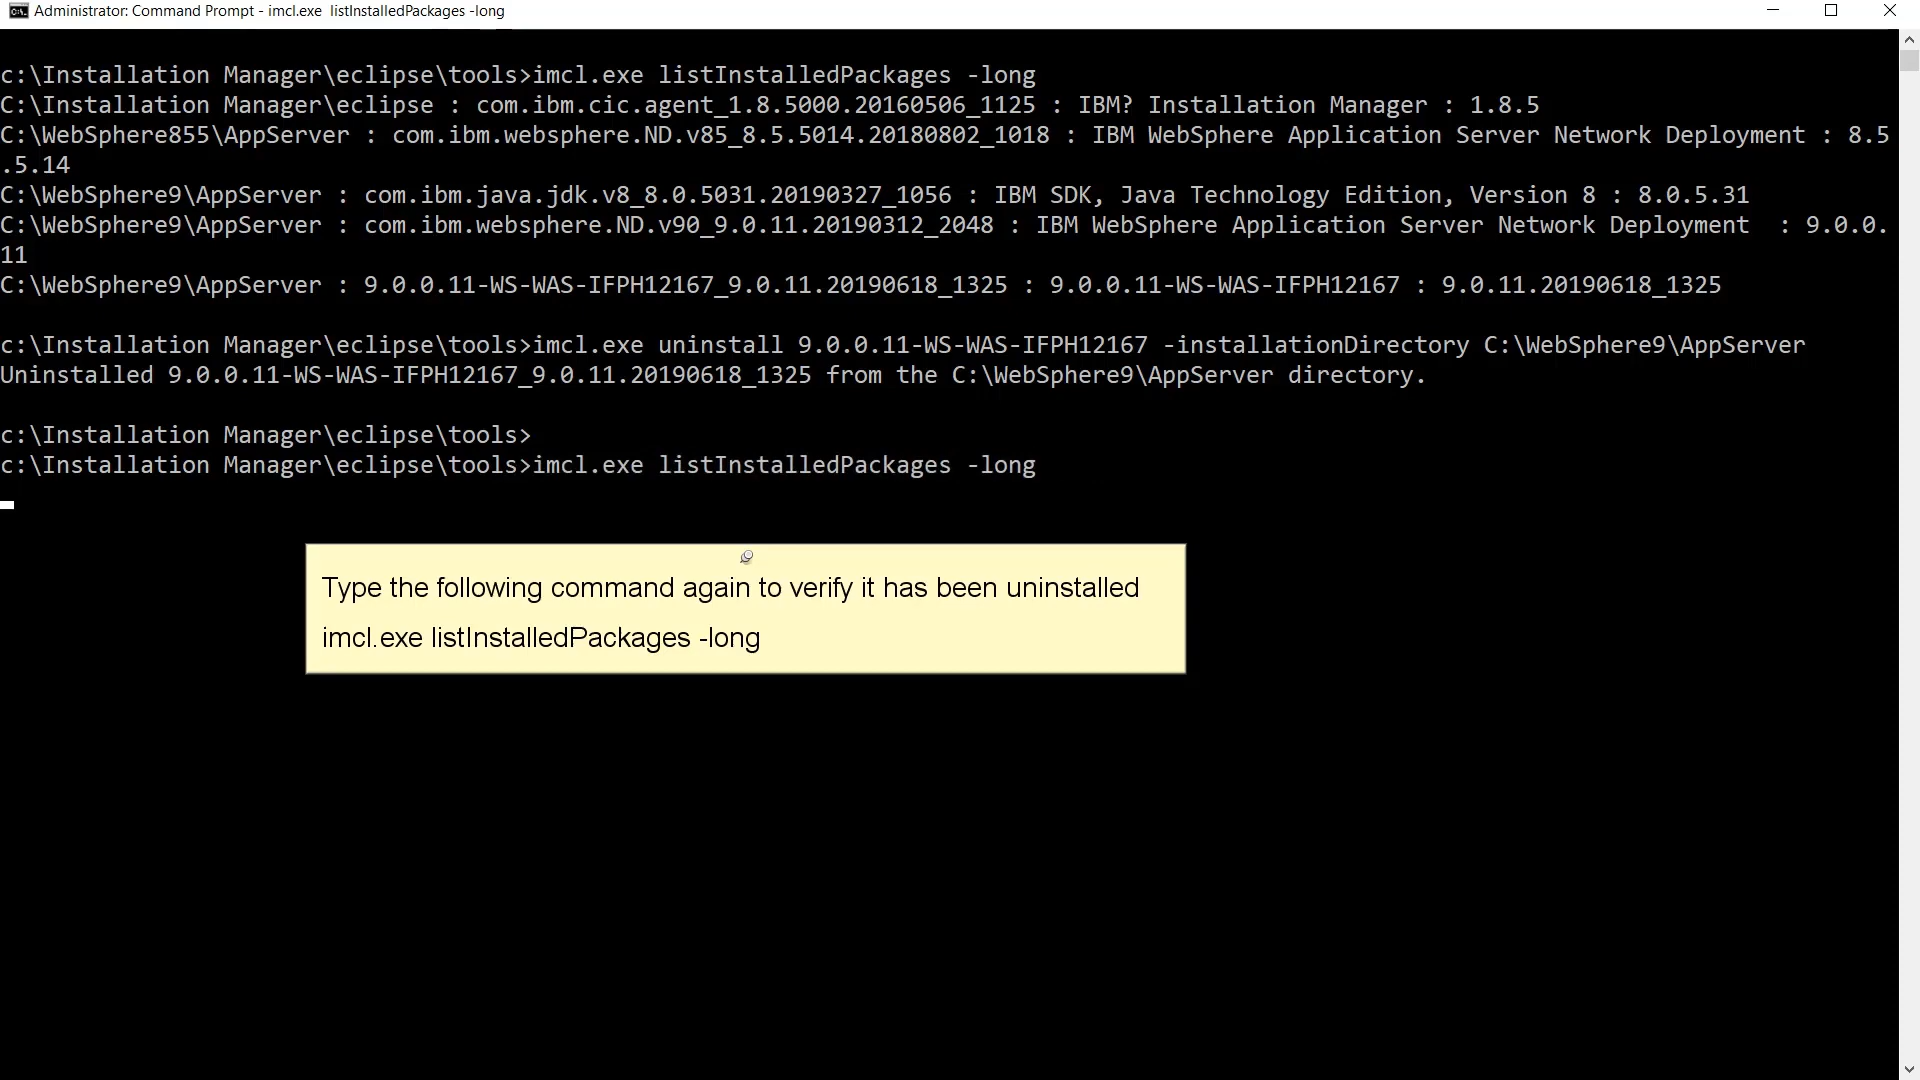 Administrator: Command Prompt - imcl.exe  listInstalledPackages -long
c:\Installation Manager\eclipse\tools>imcl.exe listInstalledPackages -long
C:\Installation Manager\eclipse : com.ibm.cic.agent_1.8.5000.20160506_1125 : IBM? Installation Manager : 1.8.5
C:\WebSphere855\AppServer : com.ibm.websphere.ND.v85_8.5.5014.20180802_1018 : IBM WebSphere Application Server Network Deployment : 8.5
.5.14
C:\WebSphere9\AppServer : com.ibm.java.jdk.v8_8.0.5031.20190327_1056 : IBM SDK, Java Technology Edition, Version 8 : 8.0.5.31
C:\WebSphere9\AppServer : com.ibm.websphere.ND.v90_9.0.11.20190312_2048 : IBM WebSphere Application Server Network Deployment  : 9.0.0.
11
C:\WebSphere9\AppServer : 9.0.0.11-WS-WAS-IFPH12167_9.0.11.20190618_1325 : 9.0.0.11-WS-WAS-IFPH12167 : 9.0.11.20190618_1325
c:\Installation Manager\eclipse\tools>imcl.exe uninstall 9.0.0.11-WS-WAS-IFPH12167 -installationDirectory C:\WebSphere9\AppServer
Uninstalled 9.0.0.11-WS-WAS-IFPH12167_9.0.11.20190618_1325 from the C:\WebSphere9\AppServer directory.
c:\Installation Manager\eclipse\tools>
c:\Installation Manager\eclipse\tools>imcl.exe listInstalledPackages -long
Type the following command again to verify it has been uninstalled
imcl.exe listInstalledPackages -long